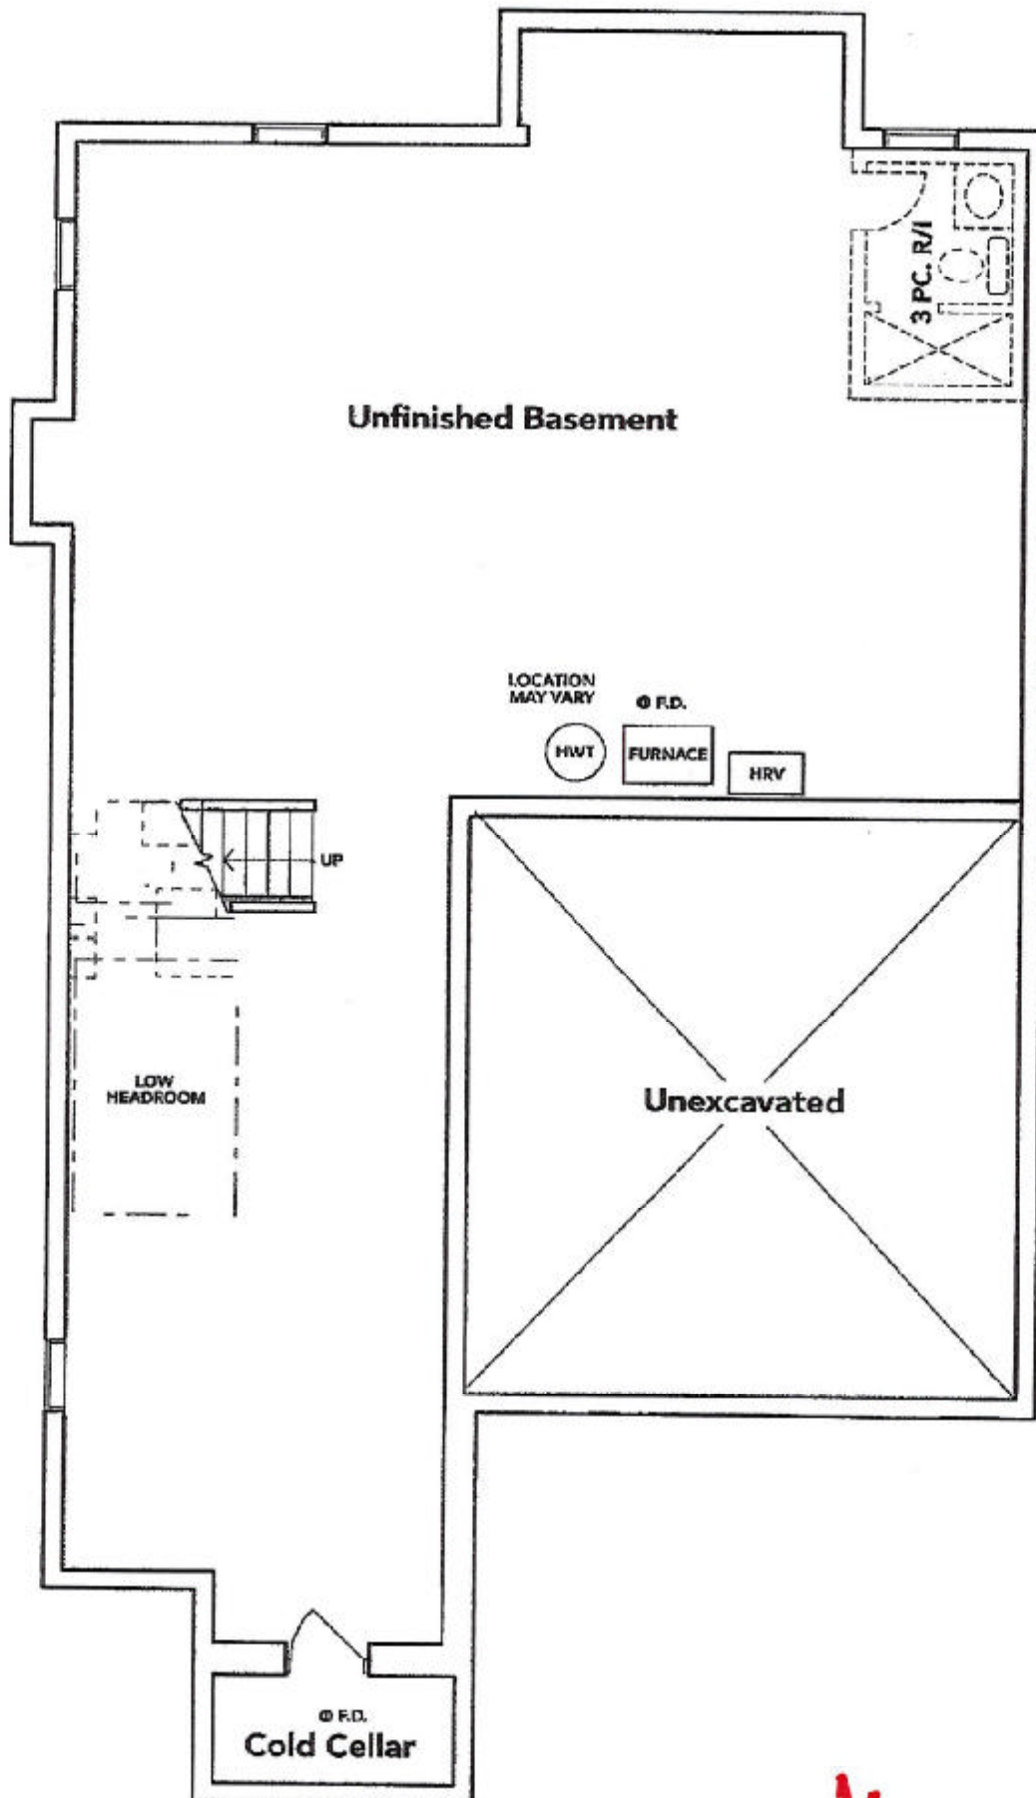 3 PC. R/I
Unfinished Basement
LOCATION
MAY VARY
F.D.
HWT
FURNACE
HRV
UP
LOW
HEADROOM
Unexcavated
F.D.
Cold Cellar